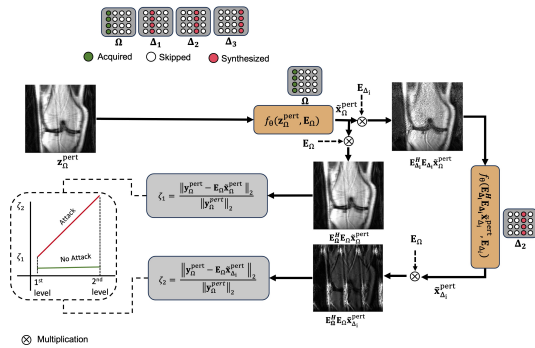 Ω Δ₁ Δ₂ Δ₃
Acquired Skipped Synthesized
Ω
E_Δi
z_Ω^pert
f_θ(z_Ω^pert, E_Ω)
x̃_Ω^pert
E_Ω
E_Δi^H E_Δi x̃_Ω^pert
f_θ(E_Δi^H E_Δi x̃_Δi^pert, E_Δi)
Δ₂
ζ₁ = ‖y_Ω^pert − E_Ω x̃_Ω^pert‖₂ / ‖y_Ω^pert‖₂
E_Ω^H E_Ω x̃_Ω^pert
ζ₂
Attack
ζ₁
No Attack
1st level
2nd level
ζ₂ = ‖y_Ω^pert − E_Ω x̃_Δi^pert‖₂ / ‖y_Ω^pert‖₂
E_Ω
x̃_Δi^pert
E_Ω^H E_Ω x̃_Δi^pert
⊗ Multiplication